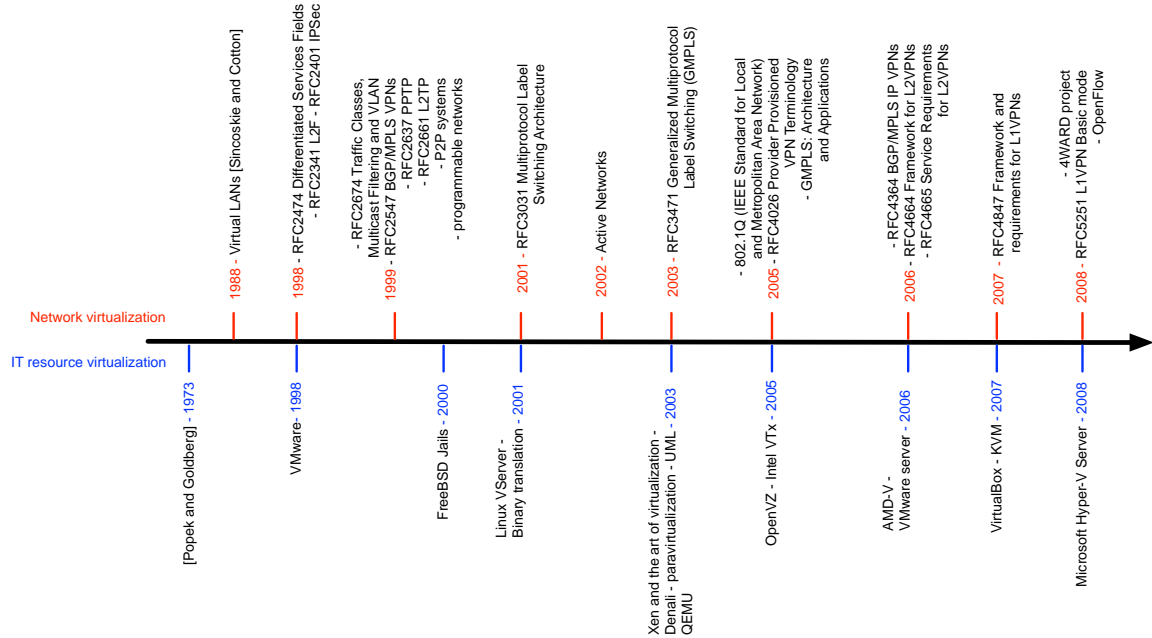 1988 - Virtual LANs [Sincoskie and Cotton]
1998 - RFC2474 Differentiated Services Fields
- RFC2341 L2F - RFC2401 IPSec
- RFC2674 Traffic Classes,
Multicast Filtering and VLAN
1999 - RFC2547 BGP/MPLS VPNs
- RFC2637 PPTP
- RFC2661 L2TP
- P2P systems
- programmable networks
2001 - RFC3031 Multiprotocol Label
Switching Architecture
2002 - Active Networks
2003 - RFC3471 Generalized Multiprotocol
Label Switching (GMPLS)
- 802.1Q (IEEE Standard for Local
and Metropolitan Area Network)
2005 - RFC4026 Provider Provisioned
VPN Terminology
- GMPLS: Architecture
and Applications
- RFC4364 BGP/MPLS IP VPNs
2006 - RFC4664 Framework for L2VPNs
- RFC4665 Service Requirements
for L2VPNs
2007 - RFC4847 Framework and
requirements for L1VPNs
- 4WARD project
2008 - RFC5251 L1VPN Basic mode
- OpenFlow
Network virtualization
IT resource virtualization
[Popek and Goldberg] - 1973
VMware- 1998
FreeBSD Jails - 2000
Linux VServer -
Binary translation - 2001
Xen and the art of virtualization -
Denali - paravirtualization - UML - 2003
QEMU
OpenVZ - Intel VTx - 2005
AMD-V -
VMware server - 2006
VirtualBox - KVM - 2007
Microsoft Hyper-V Server - 2008